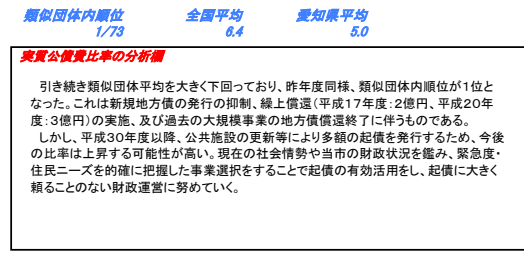 類似団体内順位 全国平均 愛知県平均
1/73 6.4 5.0
実質公債費比率の分析欄
引き続き類似団体平均を大きく下回っており、昨年度同様、類似団体内順位が1位と
なった。これは新規地方債の発行の抑制、繰上償還(平成17年度:2億円、平成20年
度:3億円)の実施、及び過去の大規模事業の地方債償還終了に伴うものである。
しかし、平成30年度以降、公共施設の更新等により多額の起債を発行するため、今後
の比率は上昇する可能性が高い。現在の社会情勢や当市の財政状況を鑑み、緊急度・
住民ニーズを的確に把握した事業選択をすることで起債の有効活用をし、起債に大きく
頼ることのない財政運営に努めていく。